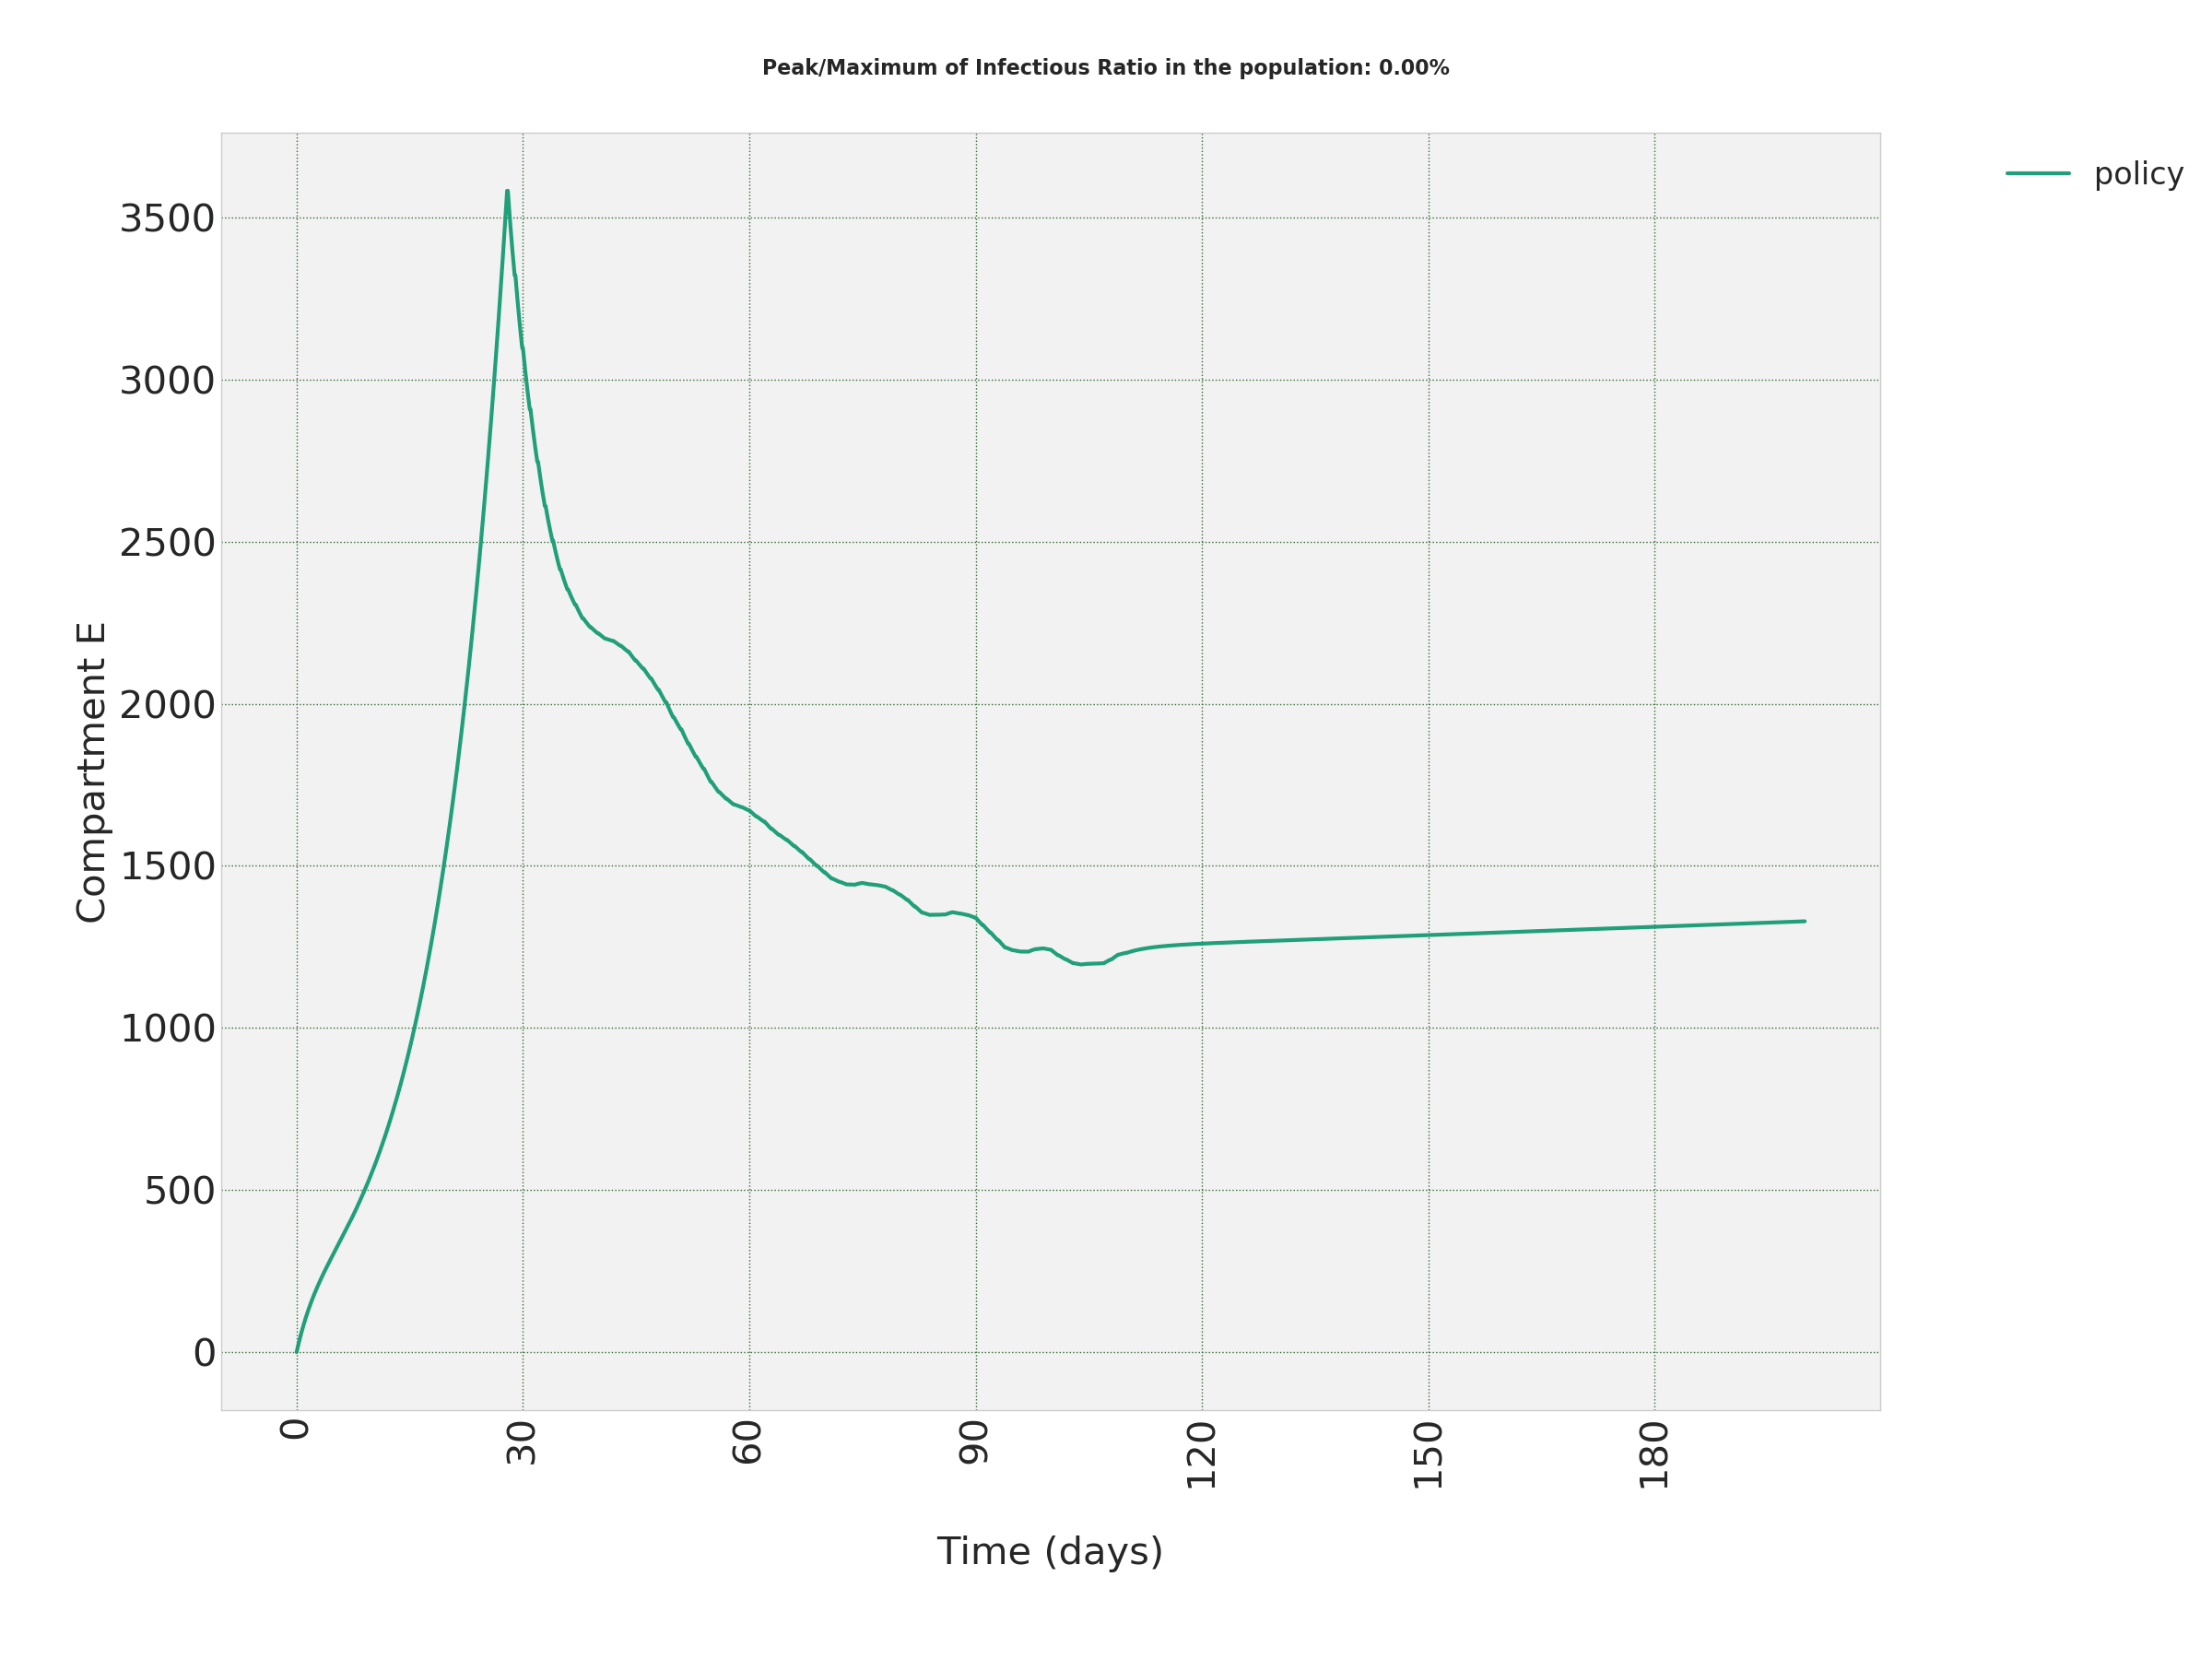 Peak/Maximum of Infectious Ratio in the population: 0.00%
policy
Compartment E
3500
3000
2500
2000
1500
1000
500
0
0 30 60 90 120 150 180
Time (days)